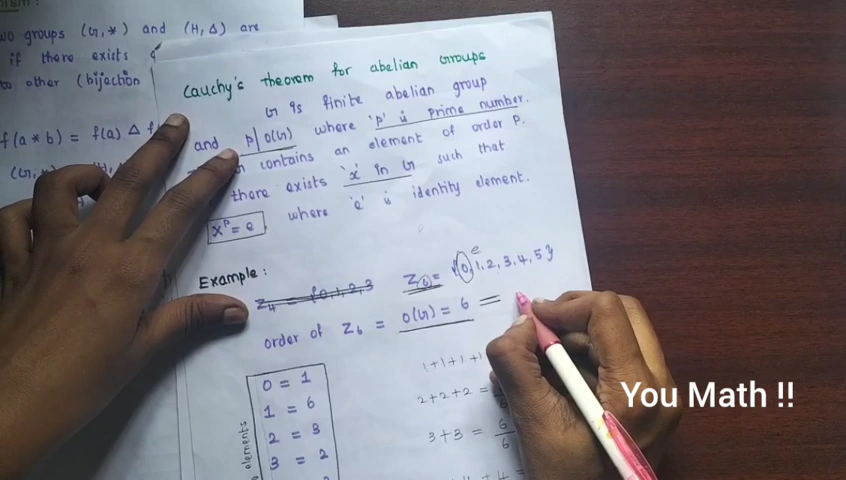 wo groups (G, *) and (H, Δ) are
if there exists
to other (bijection
f(a * b) = f(a) Δ f
Cauchy's theorem for abelian Groups
G is finite abelian group
and p | o(G) where 'p' is prime number.
contains an element of order P.
there exists 'x' in G such that
x^p = e, where 'e' is identity element.
Example:
Z4 = {0,1,2,3
Z6 = {0,1,2,3,4,5}
e
order of Z6 = o(G) = 6 =
0 = 1
1 = 6
2 = 3
3 = 2
elements
1+1+1+1
2+2+2 =
3+3 = 6/6
You Math !!